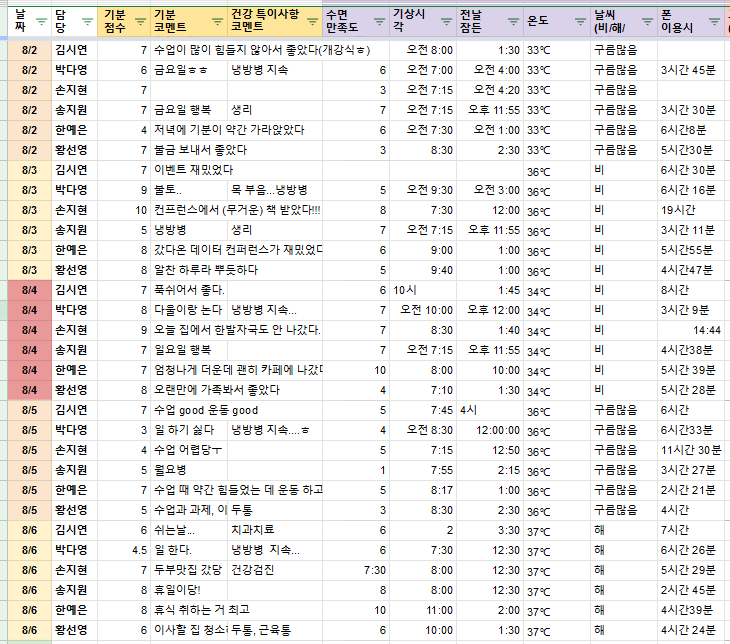 날짜 담당 기분 점수 기분 코멘트 건강 특이사항 코멘트 수면 만족도 기상시각 전날 잠든 온도 날씨 (비/해/ 폰 이용시
8/2 김시연 7 수업이 많이 힘들지 않아서 좋았다(개강식ㅎ) 오전 8:00 1:30 33℃ 구름많음
8/2 박다영 6 금요일ㅎㅎ 냉방병 지속 6 오전 7:00 오전 4:00 33℃ 구름많음 3시간 45분
8/2 손지현 7 3 오전 7:15 오전 4:20 33℃ 구름많음
8/2 송지원 7 금요일 행복 생리 7 오전 7:15 오후 11:55 33℃ 구름많음 3시간 30분
8/2 한예은 4 저녁에 기분이 약간 가라앉았다 6 오전 7:30 오전 1:00 33℃ 구름많음 6시간8분
8/2 황선영 7 불금 보내서 좋았다 3 8:30 2:30 33℃ 구름많음 5시간30분
8/3 김시연 7 이벤트 재밌었다 36℃ 비 6시간 30분
8/3 박다영 9 불토.. 목 부음...냉방병 5 오전 9:30 오전 3:00 36℃ 비 6시간 16분
8/3 손지현 10 컨프런스에서 (무거운) 책 받았다!!! 8 7:30 12:00 36℃ 비 19시간
8/3 송지원 5 냉방병 생리 7 오전 7:15 오후 11:55 36℃ 비 3시간 11분
8/3 한예은 8 갔다온 데이터 컨퍼런스가 재밌었다 6 9:00 1:00 36℃ 비 5시간55분
8/3 황선영 8 알찬 하루라 뿌듯하다 5 9:40 1:00 36℃ 비 4시간47분
8/4 김시연 7 푹쉬어서 좋다. 6 10시 1:45 34℃ 비 8시간
8/4 박다영 8 다울이랑 논다 냉방병 지속... 7 오전 10:00 오후 12:00 34℃ 비 3시간 9분
8/4 손지현 9 오늘 집에서 한발자국도 안 나갔다. 7 8:30 1:40 34℃ 비 14:44
8/4 송지원 7 일요일 행복 7 오전 7:15 오후 11:55 34℃ 비 4시간38분
8/4 한예은 7 엄청나게 더운데 괜히 카페에 나갔다 10 8:00 10:00 34℃ 비 5시간 39분
8/4 황선영 8 오랜만에 가족봐서 좋았다 4 7:10 1:30 34℃ 비 5시간 28분
8/5 김시연 7 수업 good 운동 good 5 7:45 4시 36℃ 구름많음 6시간
8/5 박다영 3 일 하기 싫다 냉방병 지속....ㅎ 4 오전 8:30 12:00:00 36℃ 구름많음 6시간33분
8/5 손지현 4 수업 어렵당ㅜ 5 7:15 12:50 36℃ 구름많음 11시간 30분
8/5 송지원 5 월요병 1 7:55 2:15 36℃ 구름많음 3시간 27분
8/5 한예은 7 수업 때 약간 힘들었는 데 운동 하고 5 8:17 1:00 36℃ 구름많음 2시간 21분
8/5 황선영 5 수업과 과제, 이 두통 3 8:30 2:30 36℃ 구름많음 4시간
8/6 김시연 6 쉬는날... 치과치료 6 2 3:30 37℃ 해 7시간
8/6 박다영 4.5 일 한다. 냉방병 지속... 6 7:30 12:30 37℃ 해 6시간 26분
8/6 손지현 7 두부맛집 갔당 건강검진 7:30 8:00 12:30 37℃ 해 5시간 29분
8/6 송지원 8 휴일이당! 8 8:00 12:30 37℃ 해 2시간 45분
8/6 한예은 8 휴식 취하는 거 최고 10 11:00 2:00 37℃ 해 4시간39분
8/6 황선영 6 이사할 집 청소 두통, 근육통 6 10:00 1:30 37℃ 해 4시간 24분